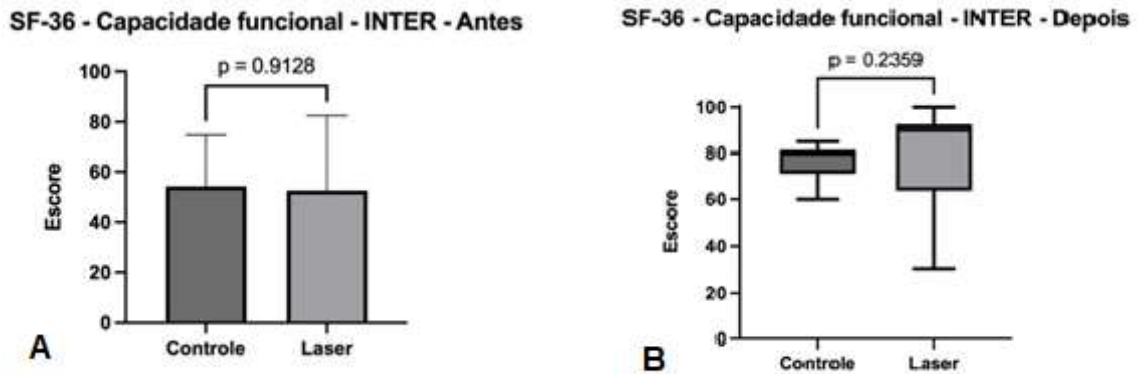 SF-36 - Capacidade funcional - INTER - Antes
p = 0.9128
100
80
60
40
20
0
Escore
Controle
Laser
A
SF-36 - Capacidade funcional - INTER - Depois
p = 0.2359
100
80
60
40
20
0
Escore
Controle
Laser
B